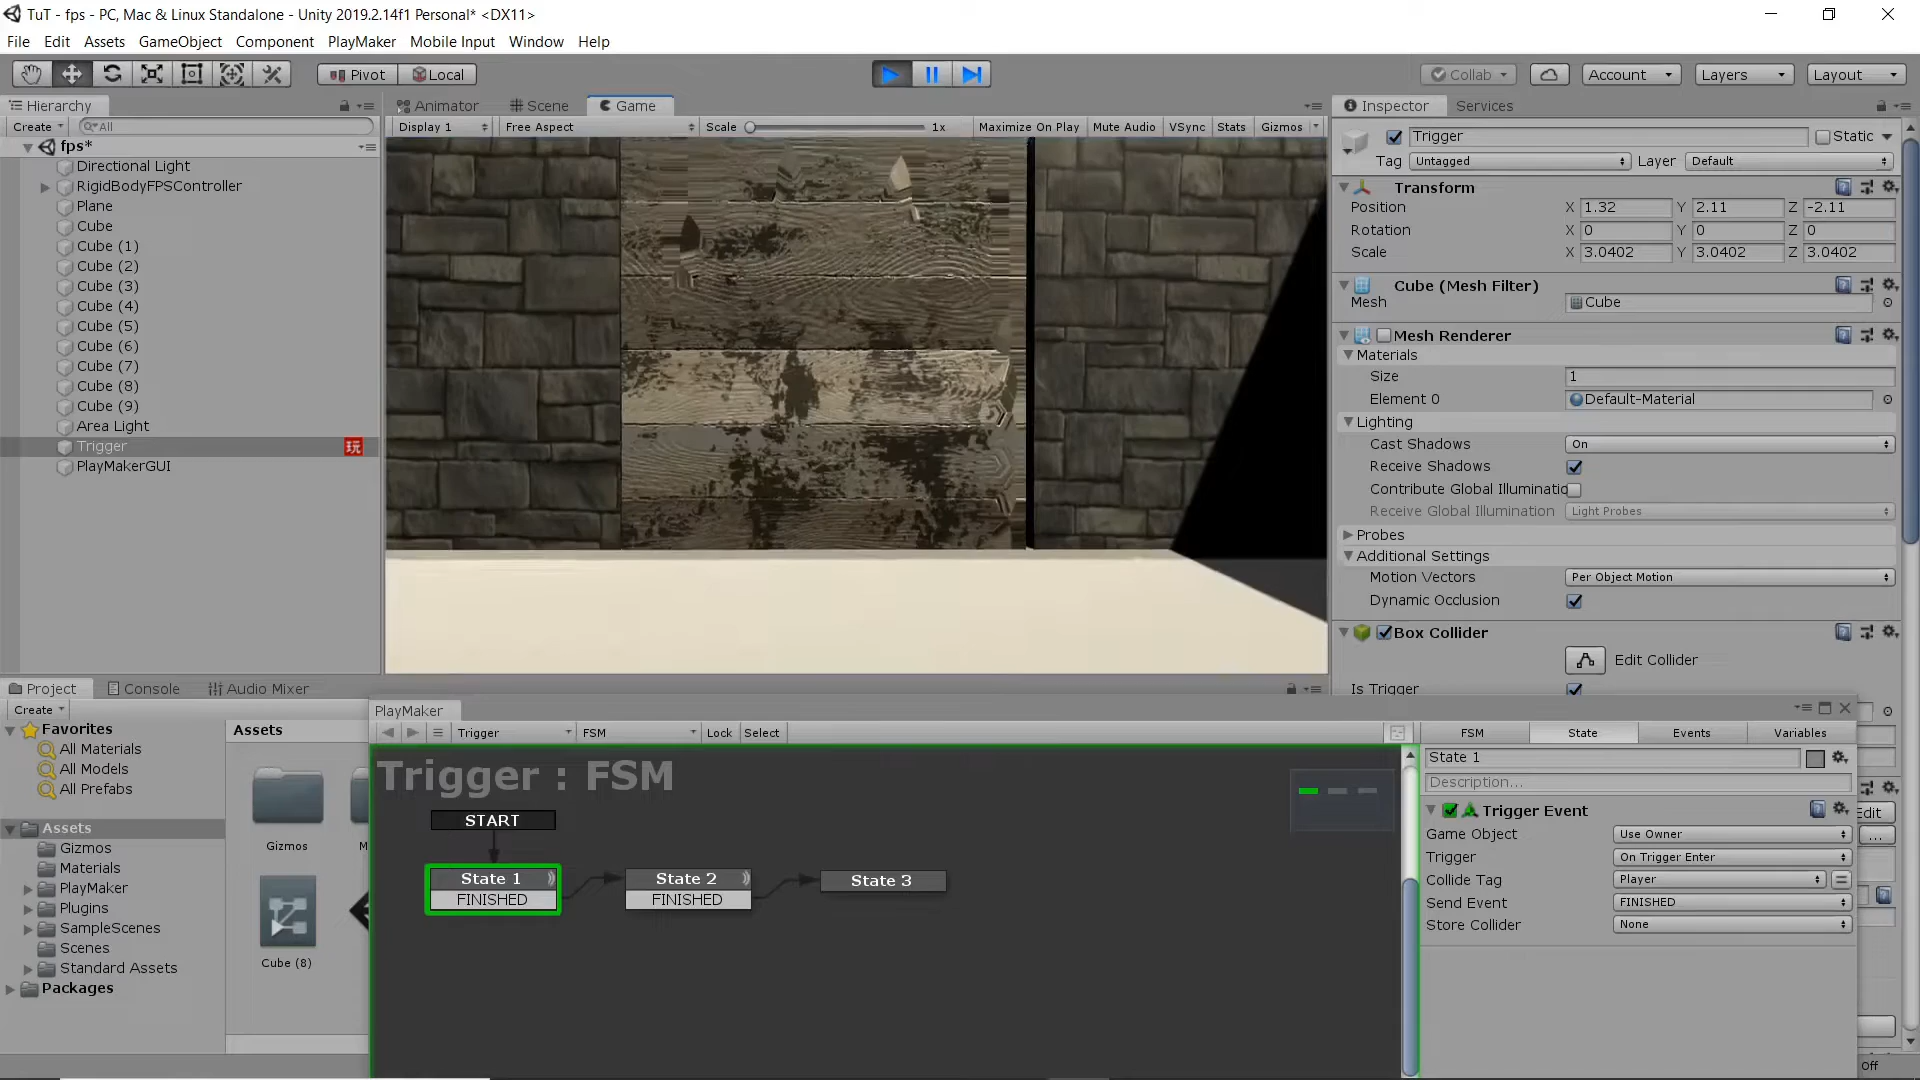 TuT - fps - PC, Mac & Linux Standalone - Unity 2019.2.14f1 Personal* <DX11>
File Edit Assets GameObject Component PlayMaker Mobile Input Window Help
Pivot Local Collab Account Layers Layout
Hierarchy
Create All
fps*
Directional Light
RigidBodyFPSController
Plane
Cube
Cube (1)
Cube (2)
Cube (3)
Cube (4)
Cube (5)
Cube (6)
Cube (7)
Cube (8)
Cube (9)
Area Light
Trigger 玩
PlayMakerGUI
Animator Scene Game
Display 1 Free Aspect Scale 1x Maximize On Play Mute Audio VSync Stats Gizmos
Inspector Services
Trigger Static
Tag Untagged Layer Default
Transform
Position X 1.32 Y 2.11 Z -2.11
Rotation X 0 Y 0 Z 0
Scale X 3.0402 Y 3.0402 Z 3.0402
Cube (Mesh Filter)
Mesh Cube
Mesh Renderer
Materials
Size 1
Element 0 Default-Material
Lighting
Cast Shadows On
Receive Shadows
Contribute Global Illuminatio
Receive Global Illumination Light Probes
Probes
Additional Settings
Motion Vectors Per Object Motion
Dynamic Occlusion
Box Collider
Edit Collider
Is Trigger
Project Console Audio Mixer
Create
Favorites
All Materials
All Models
All Prefabs
Assets
Gizmos
Materials
PlayMaker
Plugins
SampleScenes
Scenes
Standard Assets
Packages
Assets
Gizmos M
Cube (8)
PlayMaker
Trigger FSM Lock Select
Trigger : FSM
START
State 1
FINISHED
State 2
FINISHED
State 3
FSM State Events Variables
State 1
Description...
Trigger Event
Game Object Use Owner
Trigger On Trigger Enter
Collide Tag Player
Send Event FINISHED
Store Collider None
Edit
...
Off